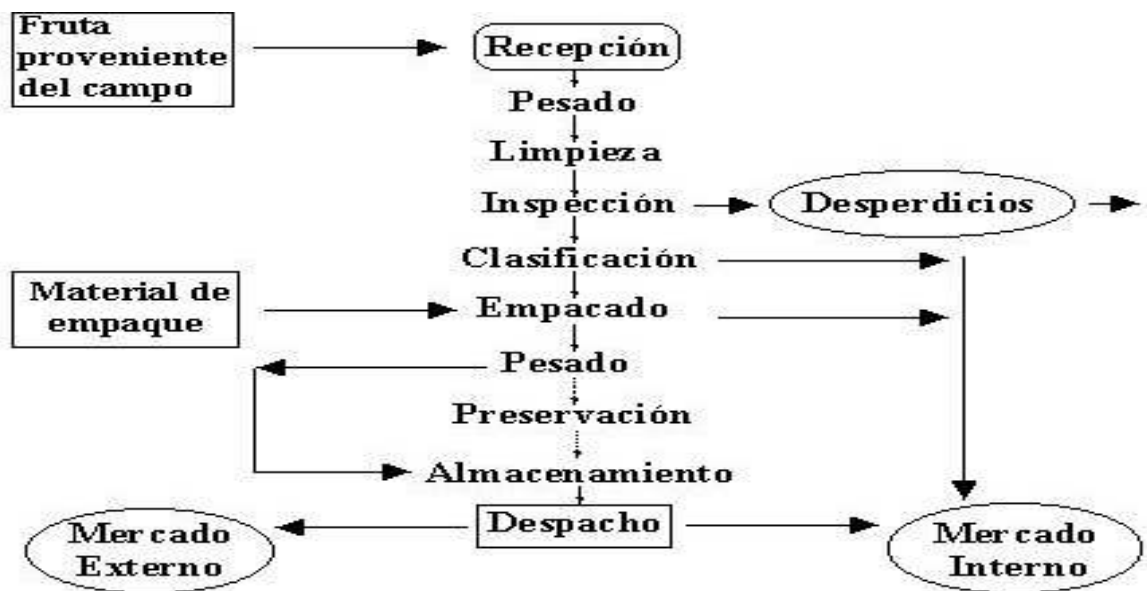 Fruta
proveniente
del campo
Recepción
Pesado
Limpieza
Inspección
Desperdicios
Clasificación
Material de
empaque
Empacado
Pesado
Preservación
Almacenamiento
Despacho
Mercado
Externo
Mercado
Interno